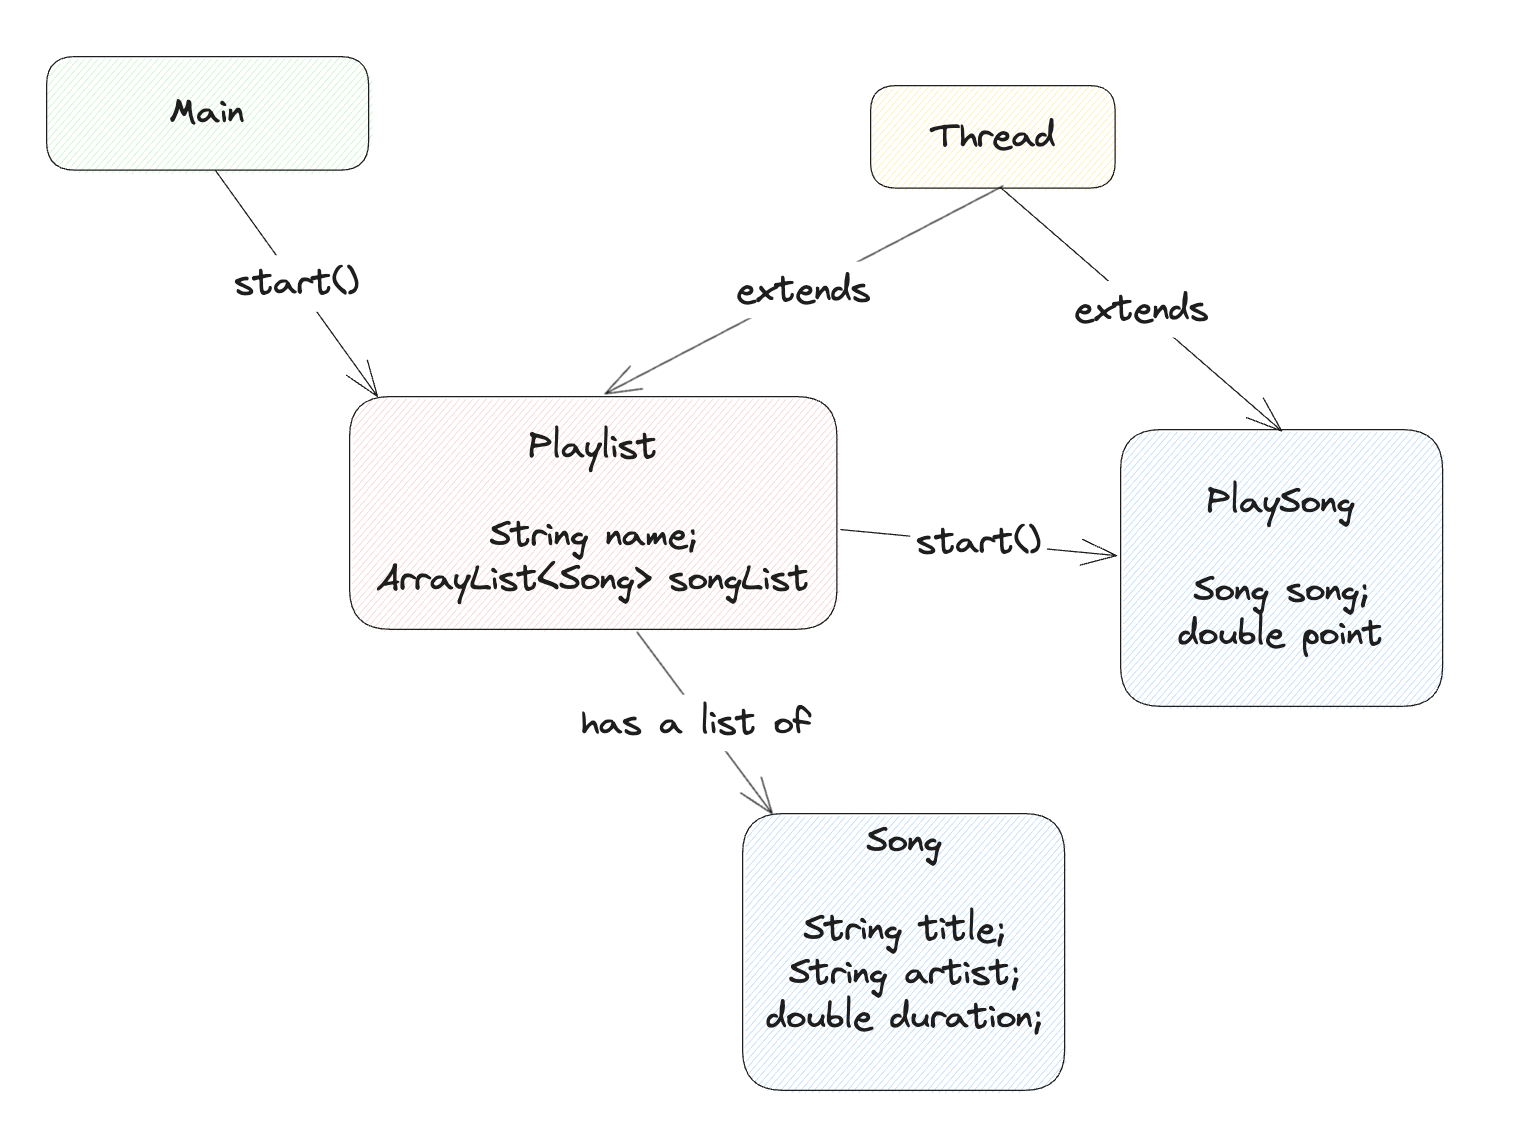 Main
Thread
start()
extends
extends
Playlist
String name;
ArrayList<Song> songList
start()
PlaySong
Song song;
double point
has a list of
Song
String title;
String artist;
double duration;